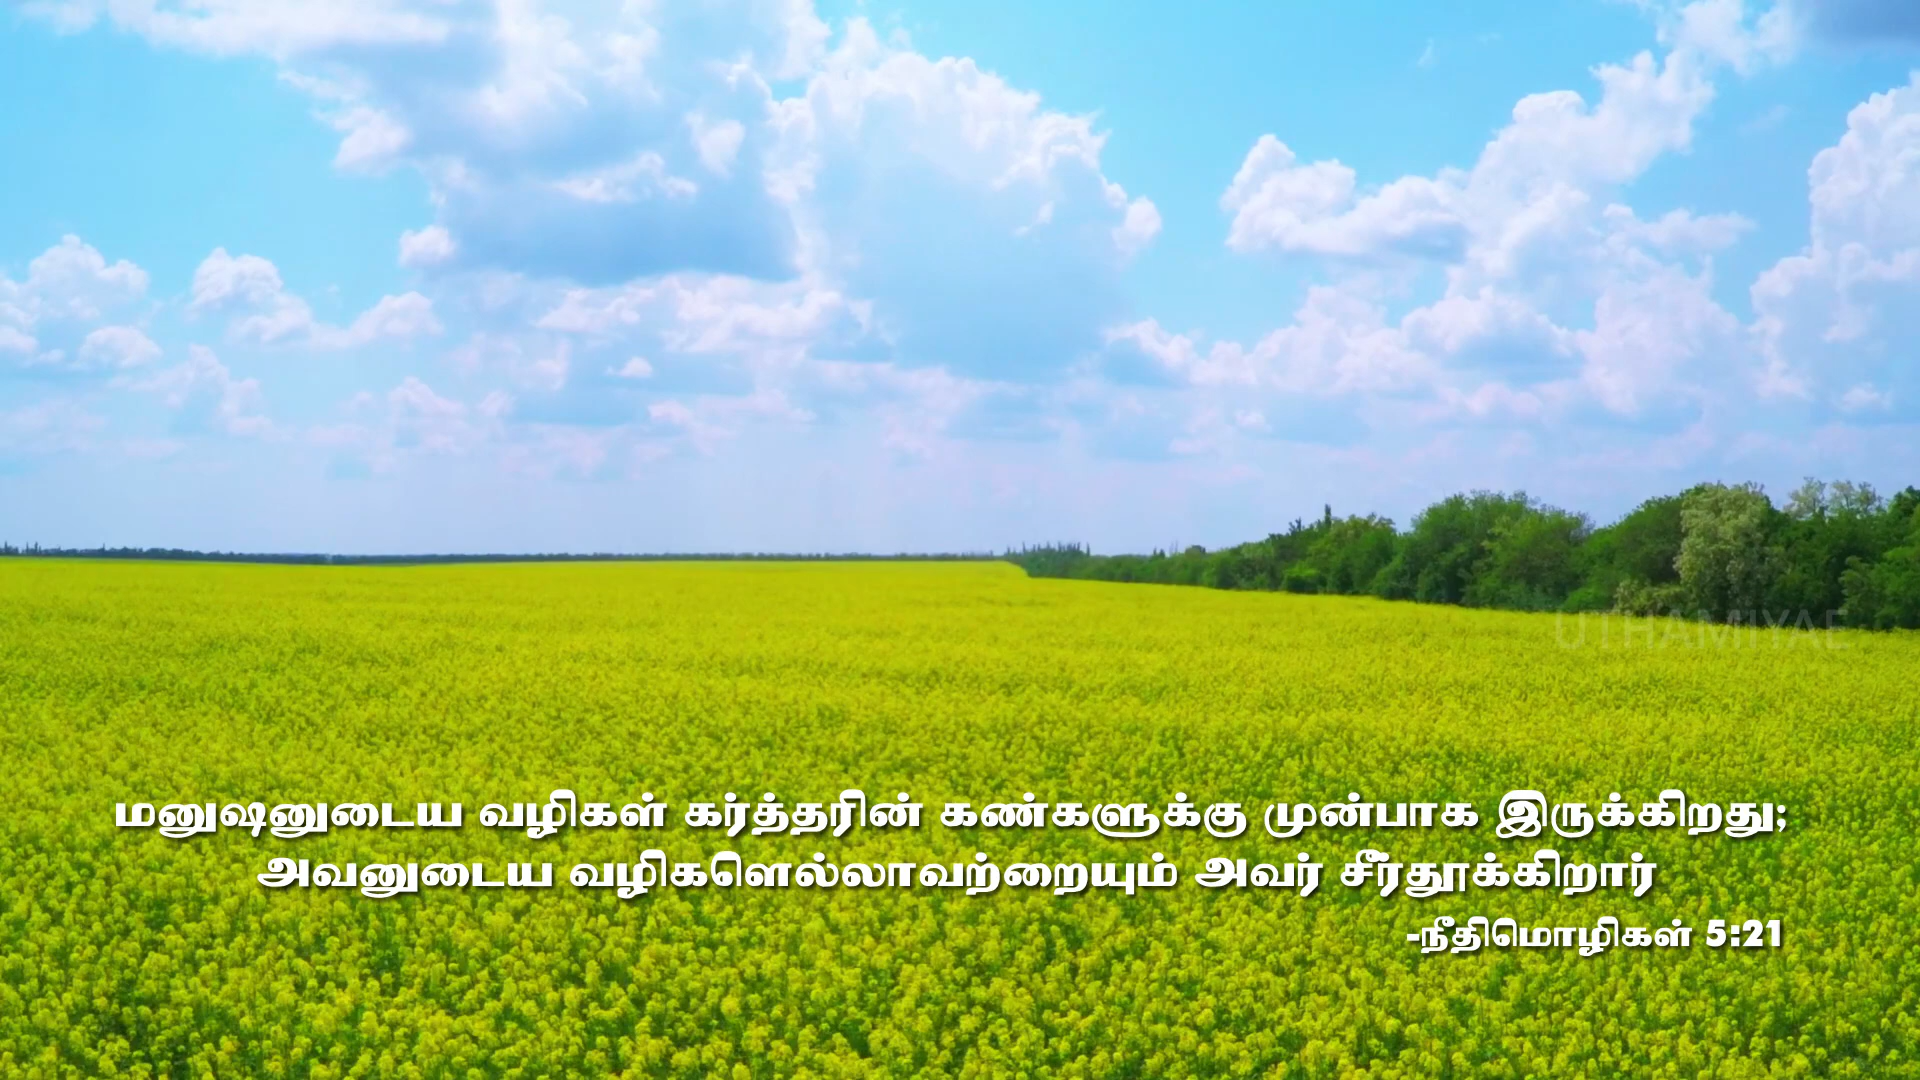 UTHAMIYAE
மனுஷனுடைய வழிகள் கர்த்தரின் கண்களுக்கு முன்பாக இருக்கிறது;
அவனுடைய வழிகளெல்லாவற்றையும் அவர் சீர்தூக்கிறார்
-நீதிமொழிகள் 5:21